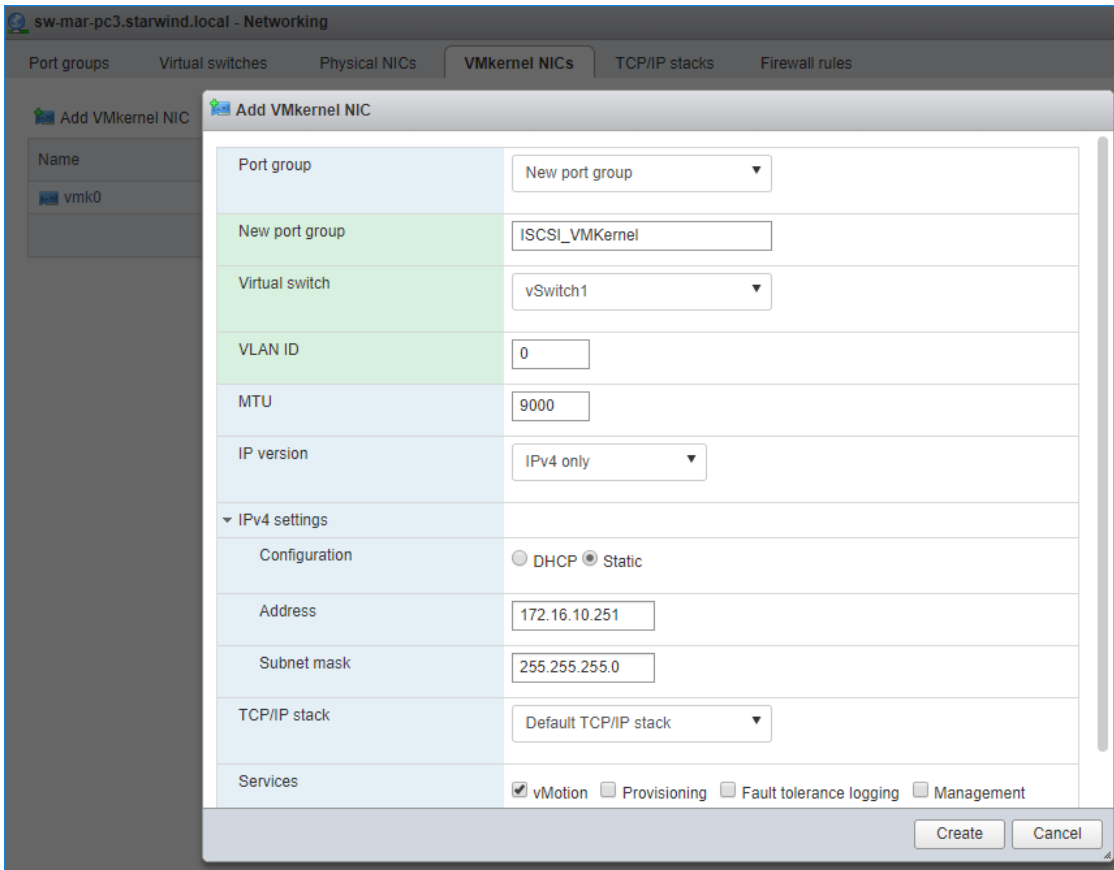 sw-mar-pc3.starwind.local - Networking
Port groups Virtual switches Physical NICs VMkernel NICs TCP/IP stacks Firewall rules
Add VMkernel NIC
Name
vmk0
Add VMkernel NIC
Port group New port group
New port group ISCSI_VMKernel
Virtual switch vSwitch1
VLAN ID 0
MTU 9000
IP version IPv4 only
IPv4 settings
Configuration DHCP Static
Address 172.16.10.251
Subnet mask 255.255.255.0
TCP/IP stack Default TCP/IP stack
Services vMotion Provisioning Fault tolerance logging Management
Create Cancel